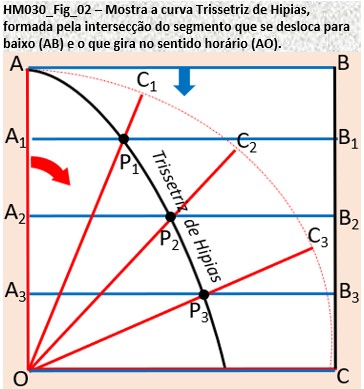 HM030_Fig_02 – Mostra a curva Trissetriz de Hipias,
formada pela intersecção do segmento que se desloca para
baixo (AB) e o que gira no sentido horário (AO).
A B
C1
A1 B1
P1
C2
Trissetriz de Hipias
A2 B2
P2
C3
A3 B3
P3
O C